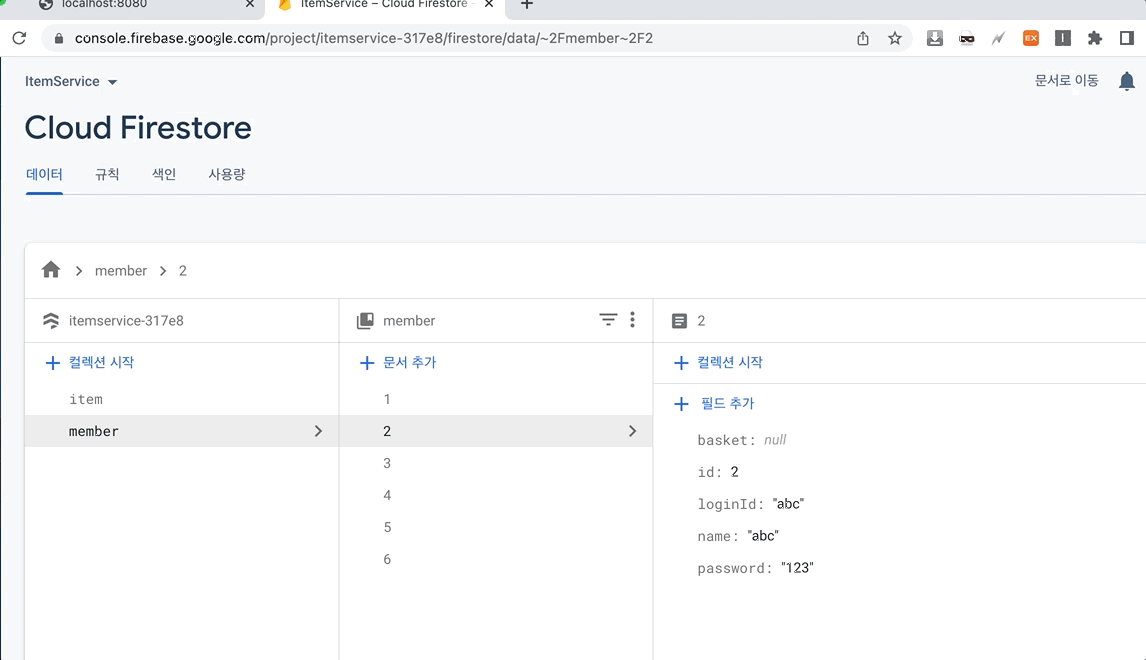 localhost:8080
ItemService – Cloud Firestore
console.firebase.google.com/project/itemservice-317e8/firestore/data/~2Fmember~2F2
EX
ItemService
문서로 이동
Cloud Firestore
데이터 규칙 색인 사용량
member > 2
itemservice-317e8
member
2
+ 컬렉션 시작
+ 문서 추가
+ 컬렉션 시작
item
member
1
2
3
4
5
6
+ 필드 추가
basket: null
id: 2
loginId: "abc"
name: "abc"
password: "123"